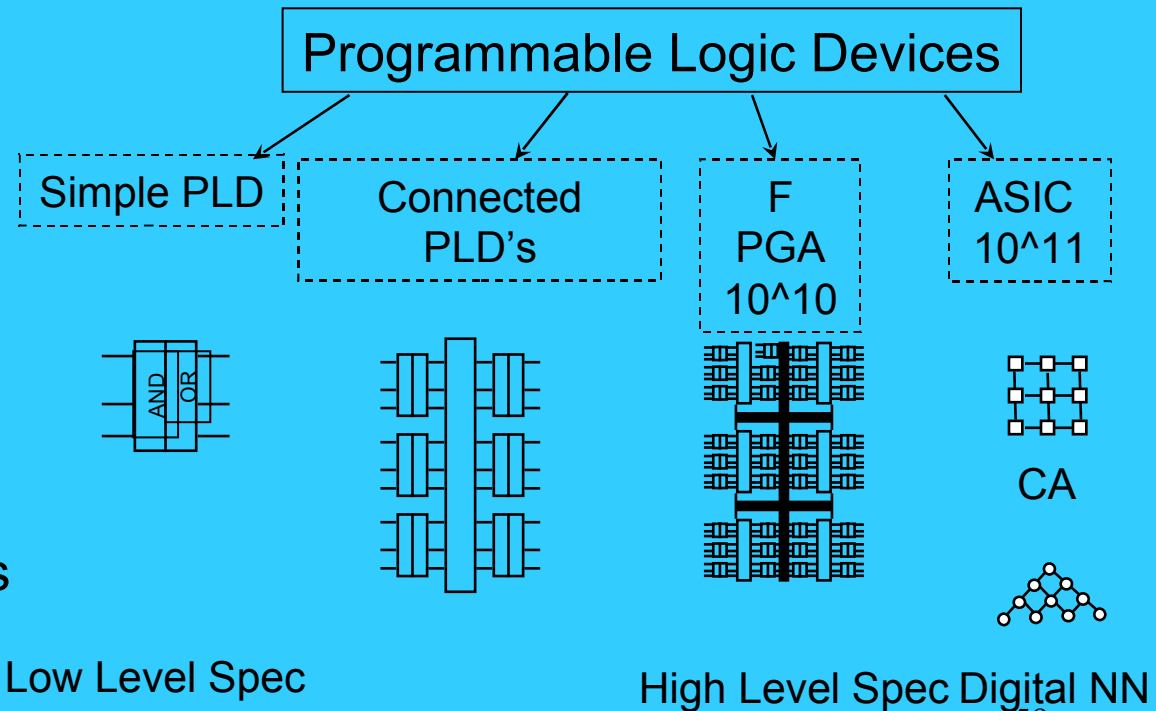 Programmable Logic Devices
Simple PLD
Connected
PLD's
F
PGA
10^10
ASIC
10^11
AND
OR
CA
s
Low Level Spec
High Level Spec
Digital NN